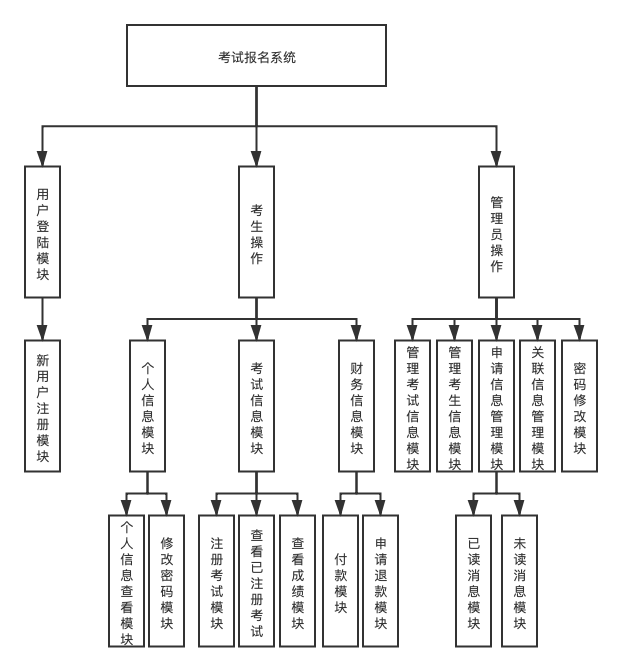 考试报名系统
用户登陆模块
考生操作
管理员操作
新用户注册模块
个人信息模块
考试信息模块
财务信息模块
管理考试信息模块
管理考生信息模块
申请信息管理模块
关联信息管理模块
密码修改模块
个人信息查看模块
修改密码模块
注册考试模块
查看已注册考试
查看成绩模块
付款模块
申请退款模块
已读消息模块
未读消息模块